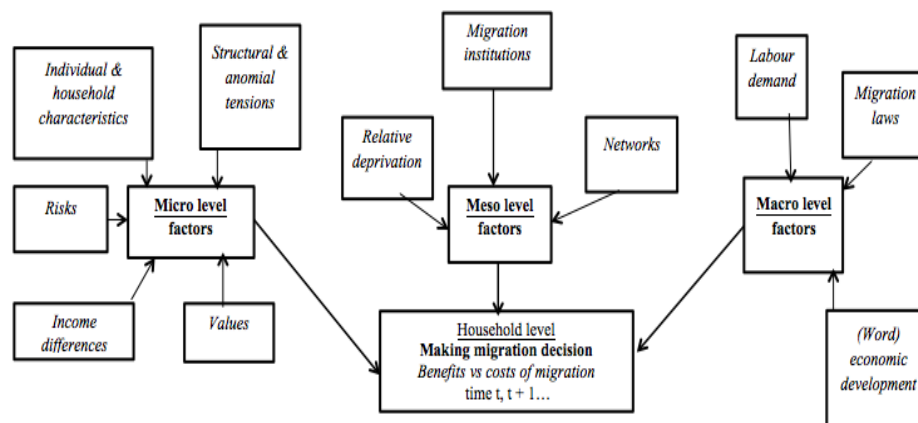 Individual &
household
characteristics
Structural &
anomial
tensions
Migration
institutions
Labour
demand
Migration
laws
Relative
deprivation
Networks
Risks
Micro level
factors
Meso level
factors
Macro level
factors
Income
differences
Values
Household level
Making migration decision
Benefits vs costs of migration
time t, t + 1…
(Word)
economic
development